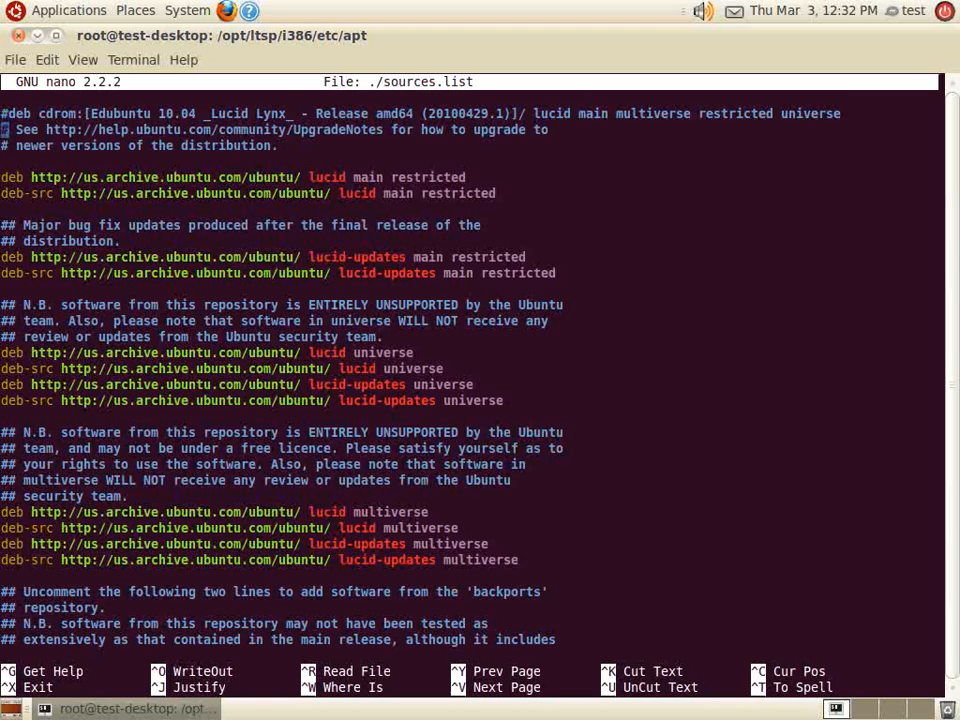 Applications Places System Thu Mar 3, 12:32 PM test
root@test-desktop: /opt/ltsp/i386/etc/apt
File Edit View Terminal Help
GNU nano 2.2.2 File: ./sources.list
#deb cdrom:[Edubuntu 10.04 _Lucid Lynx_ - Release amd64 (20100429.1)]/ lucid main multiverse restricted universe
# See http://help.ubuntu.com/community/UpgradeNotes for how to upgrade to
# newer versions of the distribution.
deb http://us.archive.ubuntu.com/ubuntu/ lucid main restricted
deb-src http://us.archive.ubuntu.com/ubuntu/ lucid main restricted
## Major bug fix updates produced after the final release of the
## distribution.
deb http://us.archive.ubuntu.com/ubuntu/ lucid-updates main restricted
deb-src http://us.archive.ubuntu.com/ubuntu/ lucid-updates main restricted
## N.B. software from this repository is ENTIRELY UNSUPPORTED by the Ubuntu
## team. Also, please note that software in universe WILL NOT receive any
## review or updates from the Ubuntu security team.
deb http://us.archive.ubuntu.com/ubuntu/ lucid universe
deb-src http://us.archive.ubuntu.com/ubuntu/ lucid universe
deb http://us.archive.ubuntu.com/ubuntu/ lucid-updates universe
deb-src http://us.archive.ubuntu.com/ubuntu/ lucid-updates universe
## N.B. software from this repository is ENTIRELY UNSUPPORTED by the Ubuntu
## team, and may not be under a free licence. Please satisfy yourself as to
## your rights to use the software. Also, please note that software in
## multiverse WILL NOT receive any review or updates from the Ubuntu
## security team.
deb http://us.archive.ubuntu.com/ubuntu/ lucid multiverse
deb-src http://us.archive.ubuntu.com/ubuntu/ lucid multiverse
deb http://us.archive.ubuntu.com/ubuntu/ lucid-updates multiverse
deb-src http://us.archive.ubuntu.com/ubuntu/ lucid-updates multiverse
## Uncomment the following two lines to add software from the 'backports'
## repository.
## N.B. software from this repository may not have been tested as
## extensively as that contained in the main release, although it includes
^G Get Help ^O WriteOut ^R Read File ^Y Prev Page ^K Cut Text ^C Cur Pos
^X Exit ^J Justify ^W Where Is ^V Next Page ^U UnCut Text ^T To Spell
root@test-desktop: /opt...